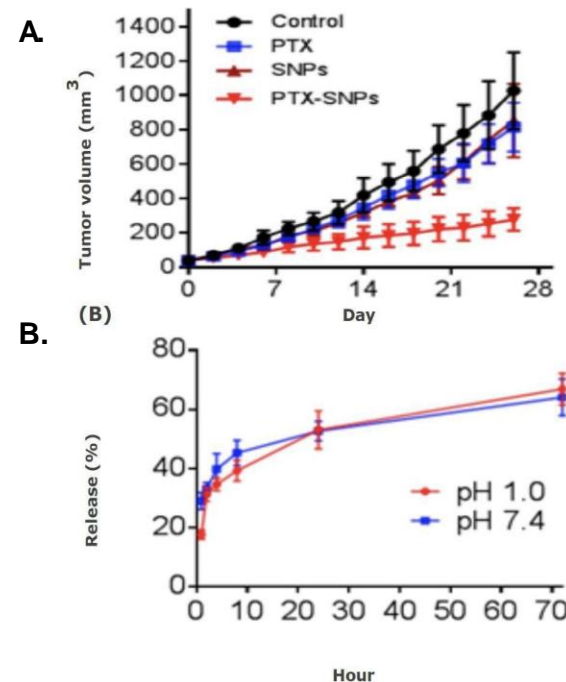 A.
1400
1200
1000
800
600
400
200
0
Tumor volume (mm³)
Control
PTX
SNPs
PTX-SNPs
0 7 14 21 28
(B) Day
B.
80
60
40
20
0
Release (%)
pH 1.0
pH 7.4
0 10 20 30 40 50 60 70
Hour